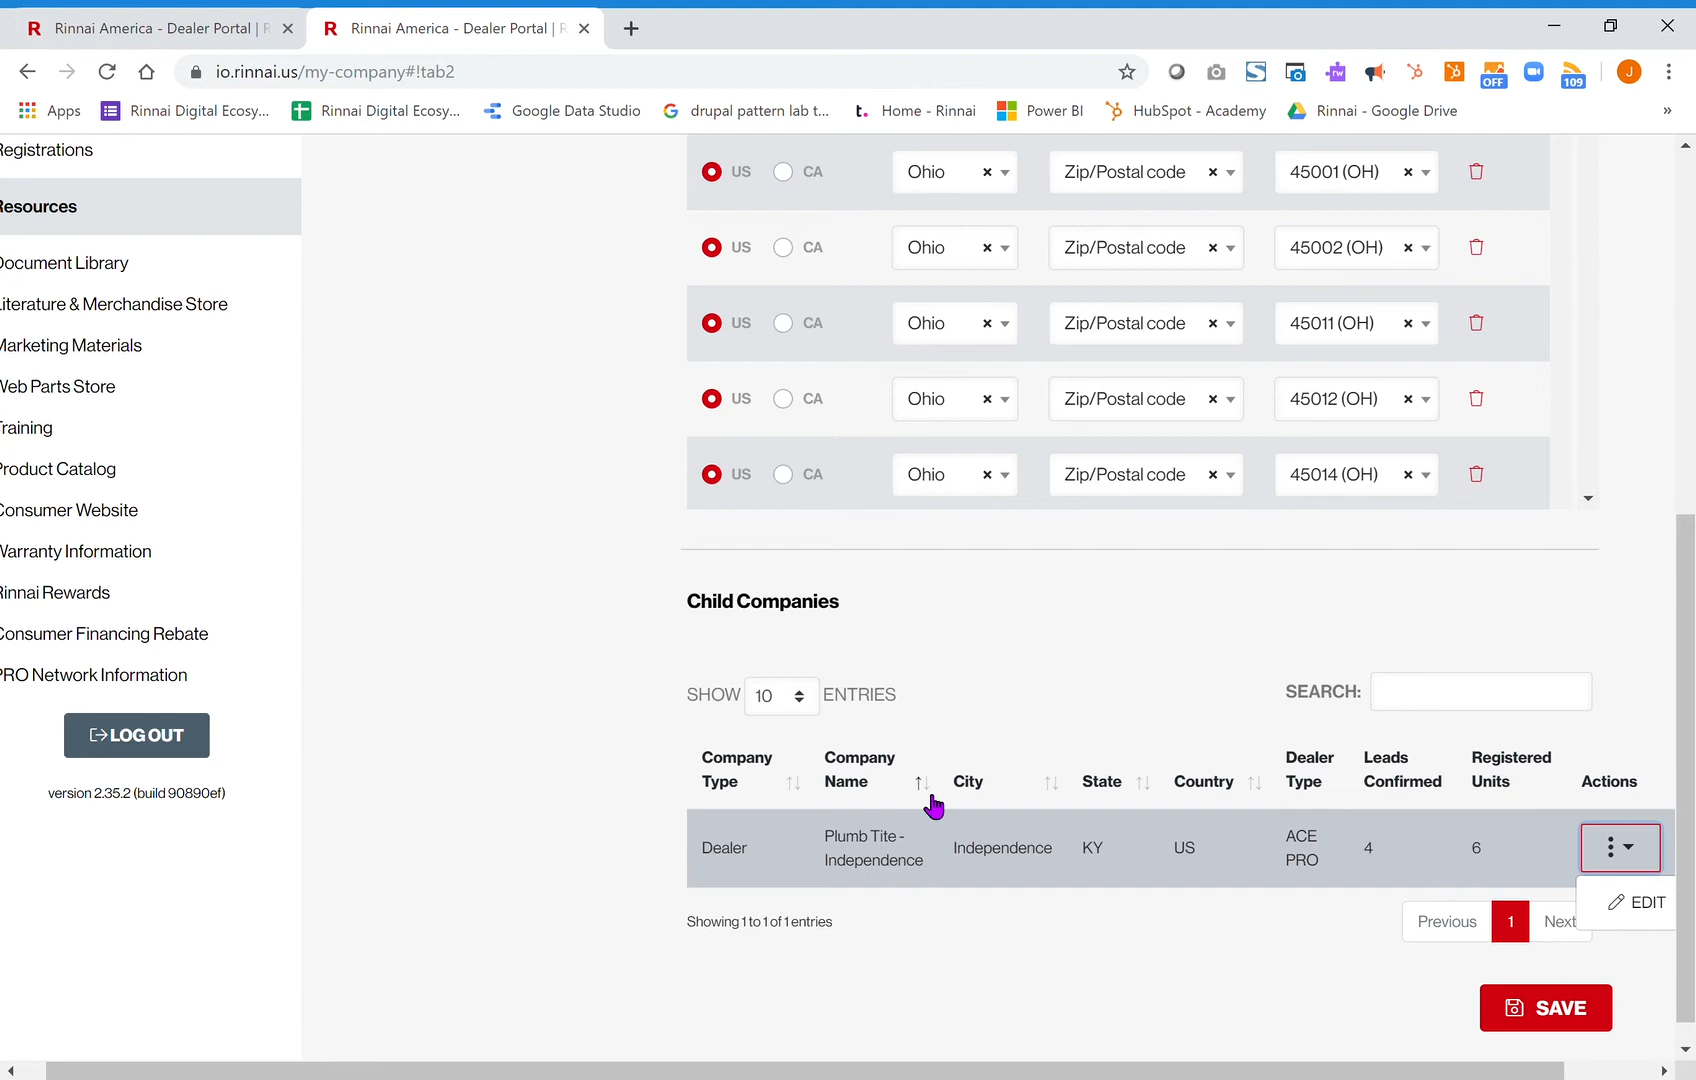 R Rinnai America - Dealer Portal | R
R Rinnai America - Dealer Portal | R
io.rinnai.us/my-company#!tab2
OFF
109
J
Apps
Rinnai Digital Ecosy...
Rinnai Digital Ecosy...
Google Data Studio
drupal pattern lab t...
t. Home - Rinnai
Power BI
HubSpot - Academy
Rinnai - Google Drive
»
Registrations
Resources
Document Library
Literature & Merchandise Store
Marketing Materials
Web Parts Store
Training
Product Catalog
Consumer Website
Warranty Information
Rinnai Rewards
Consumer Financing Rebate
PRO Network Information
LOG OUT
version 2.35.2 (build 90890ef)
US CA Ohio × Zip/Postal code × 45001 (OH) ×
US CA Ohio × Zip/Postal code × 45002 (OH) ×
US CA Ohio × Zip/Postal code × 45011 (OH) ×
US CA Ohio × Zip/Postal code × 45012 (OH) ×
US CA Ohio × Zip/Postal code × 45014 (OH) ×
Child Companies
SHOW 10 ENTRIES
SEARCH:
Company Type
Company Name
City
State
Country
Dealer Type
Leads Confirmed
Registered Units
Actions
Dealer
Plumb Tite -
Independence
Independence
KY
US
ACE
PRO
4
6
EDIT
Showing 1 to 1 of 1 entries
Previous 1 Next
SAVE